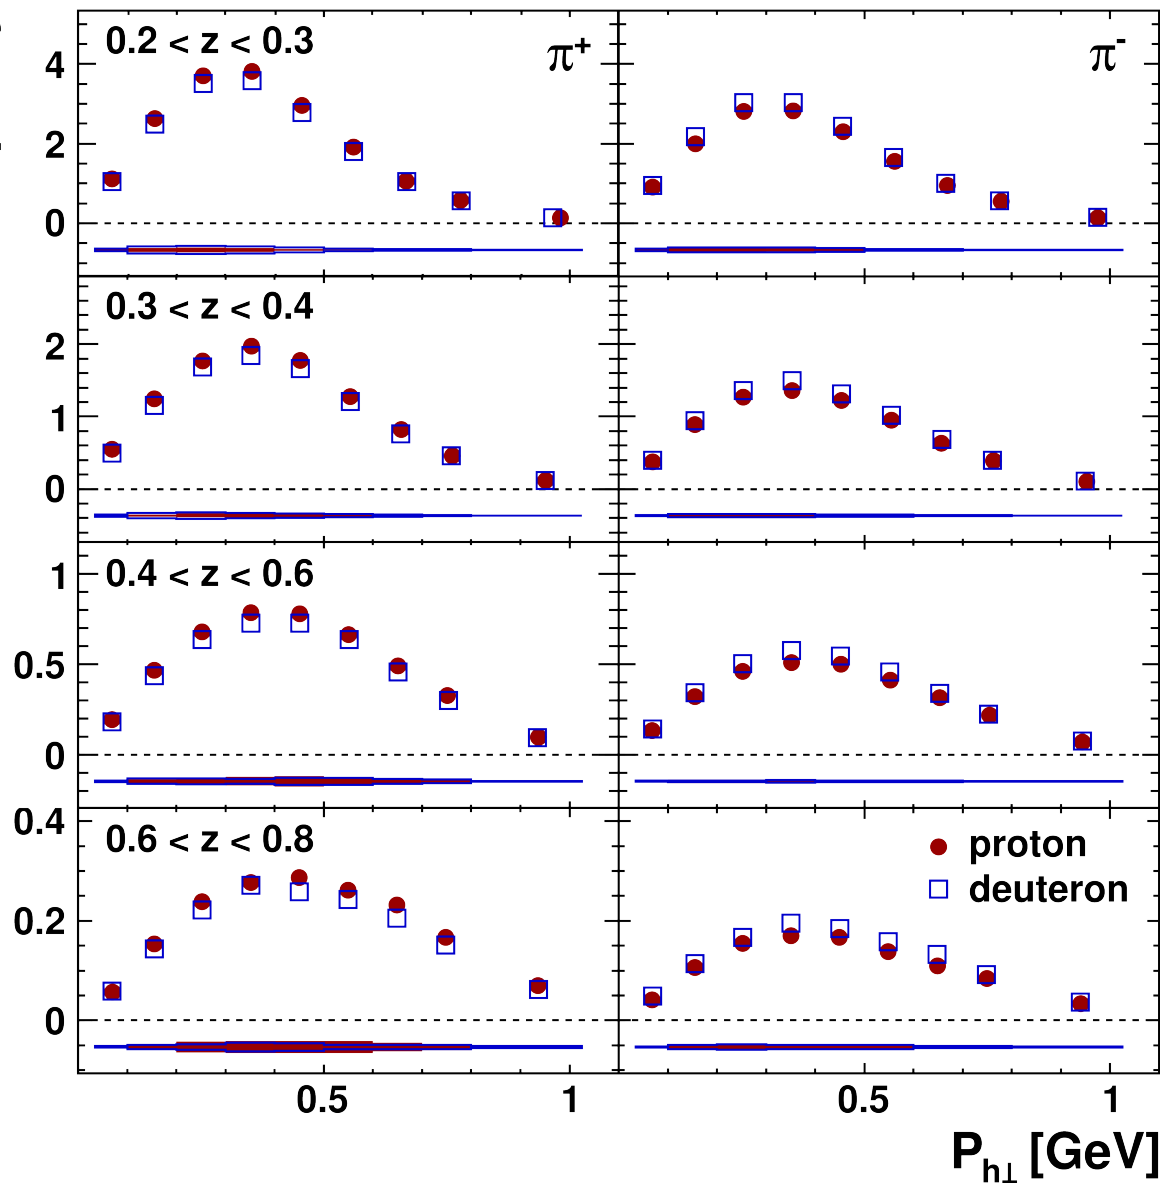 0.2 < z < 0.3
π+
π-
4
2
0
0.3 < z < 0.4
2
1
0
0.4 < z < 0.6
1
0.5
0
0.6 < z < 0.8
0.4
proton
deuteron
0.2
0
0.5
1
0.5
1
Ph⊥ [GeV]